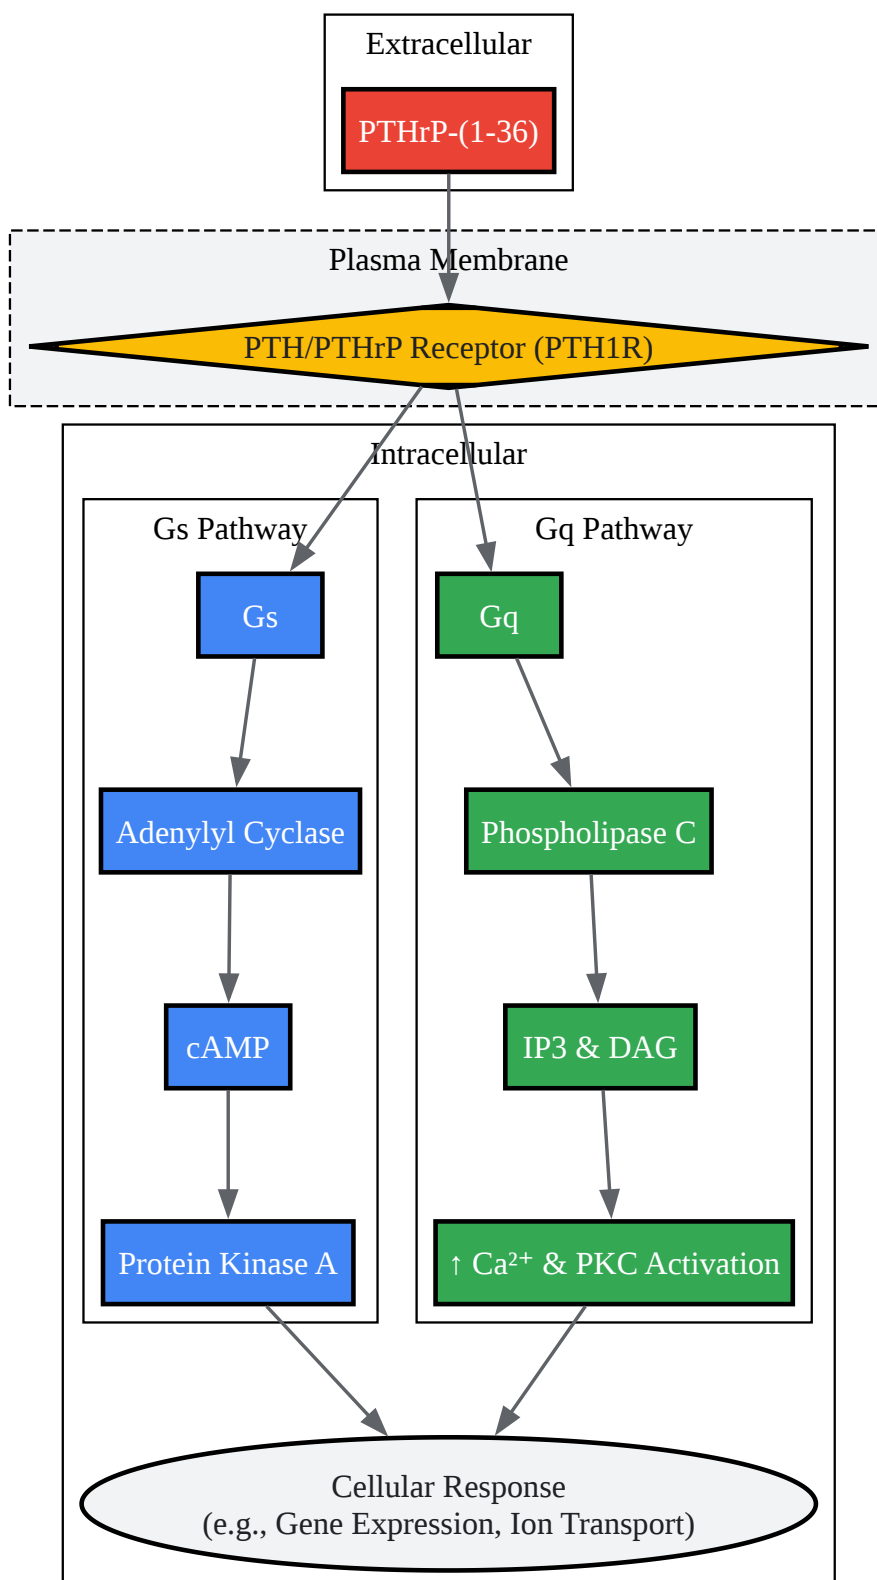 Extracellular
PTHrP-(1-36)
Plasma Membrane
PTH/PTHrP Receptor (PTH1R)
Intracellular
Gs Pathway
Gq Pathway
Gs
Gq
Adenylyl Cyclase
Phospholipase C
cAMP
IP3 & DAG
Protein Kinase A
↑ Ca²⁺ & PKC Activation
Cellular Response
(e.g., Gene Expression, Ion Transport)